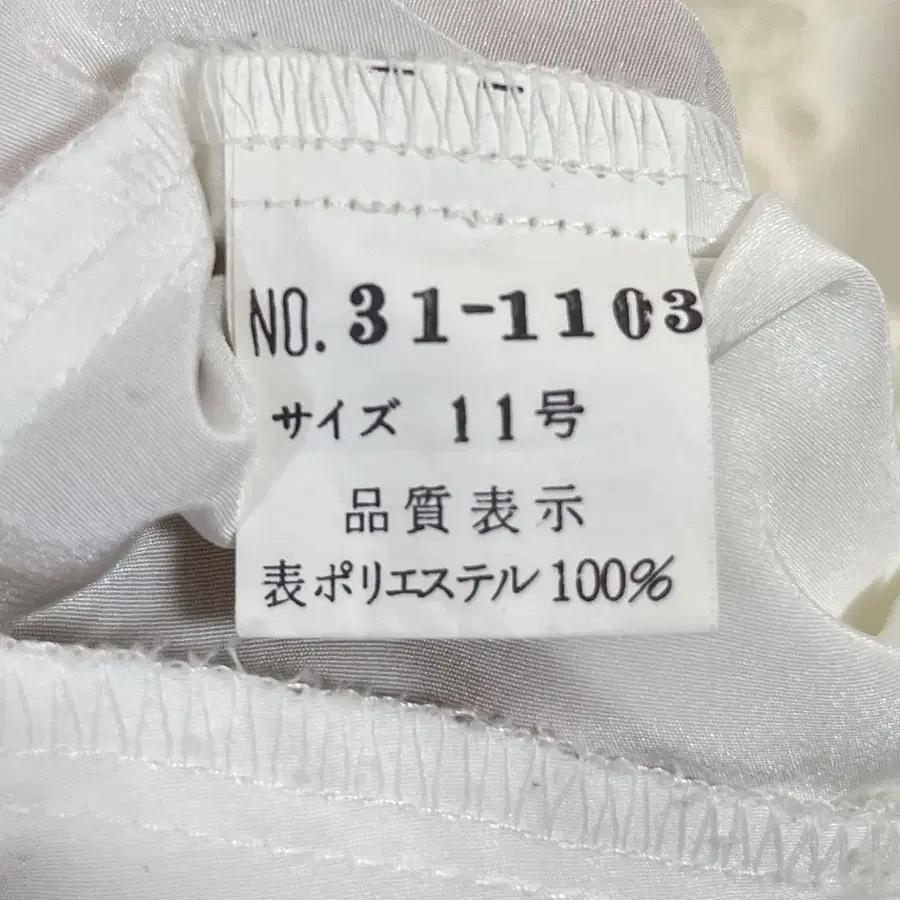 NO. 31-1103
サイズ 11号
品質表示
表ポリエステル100%